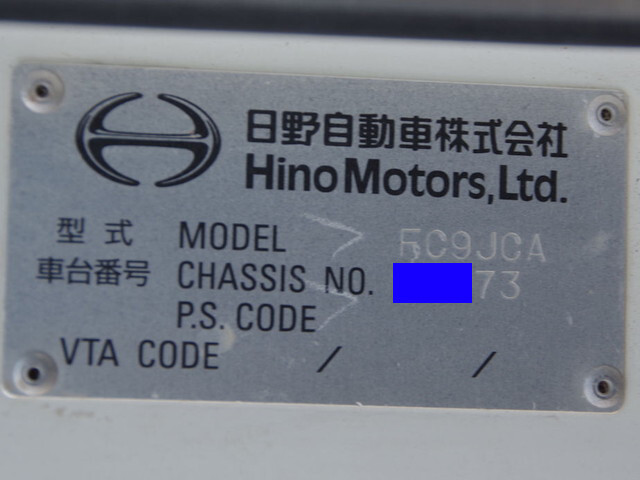 日野自動車株式会社
Hino Motors, Ltd.
型式 MODEL FC9JCA
車台番号 CHASSIS NO. 73
P.S. CODE
VTA CODE / /